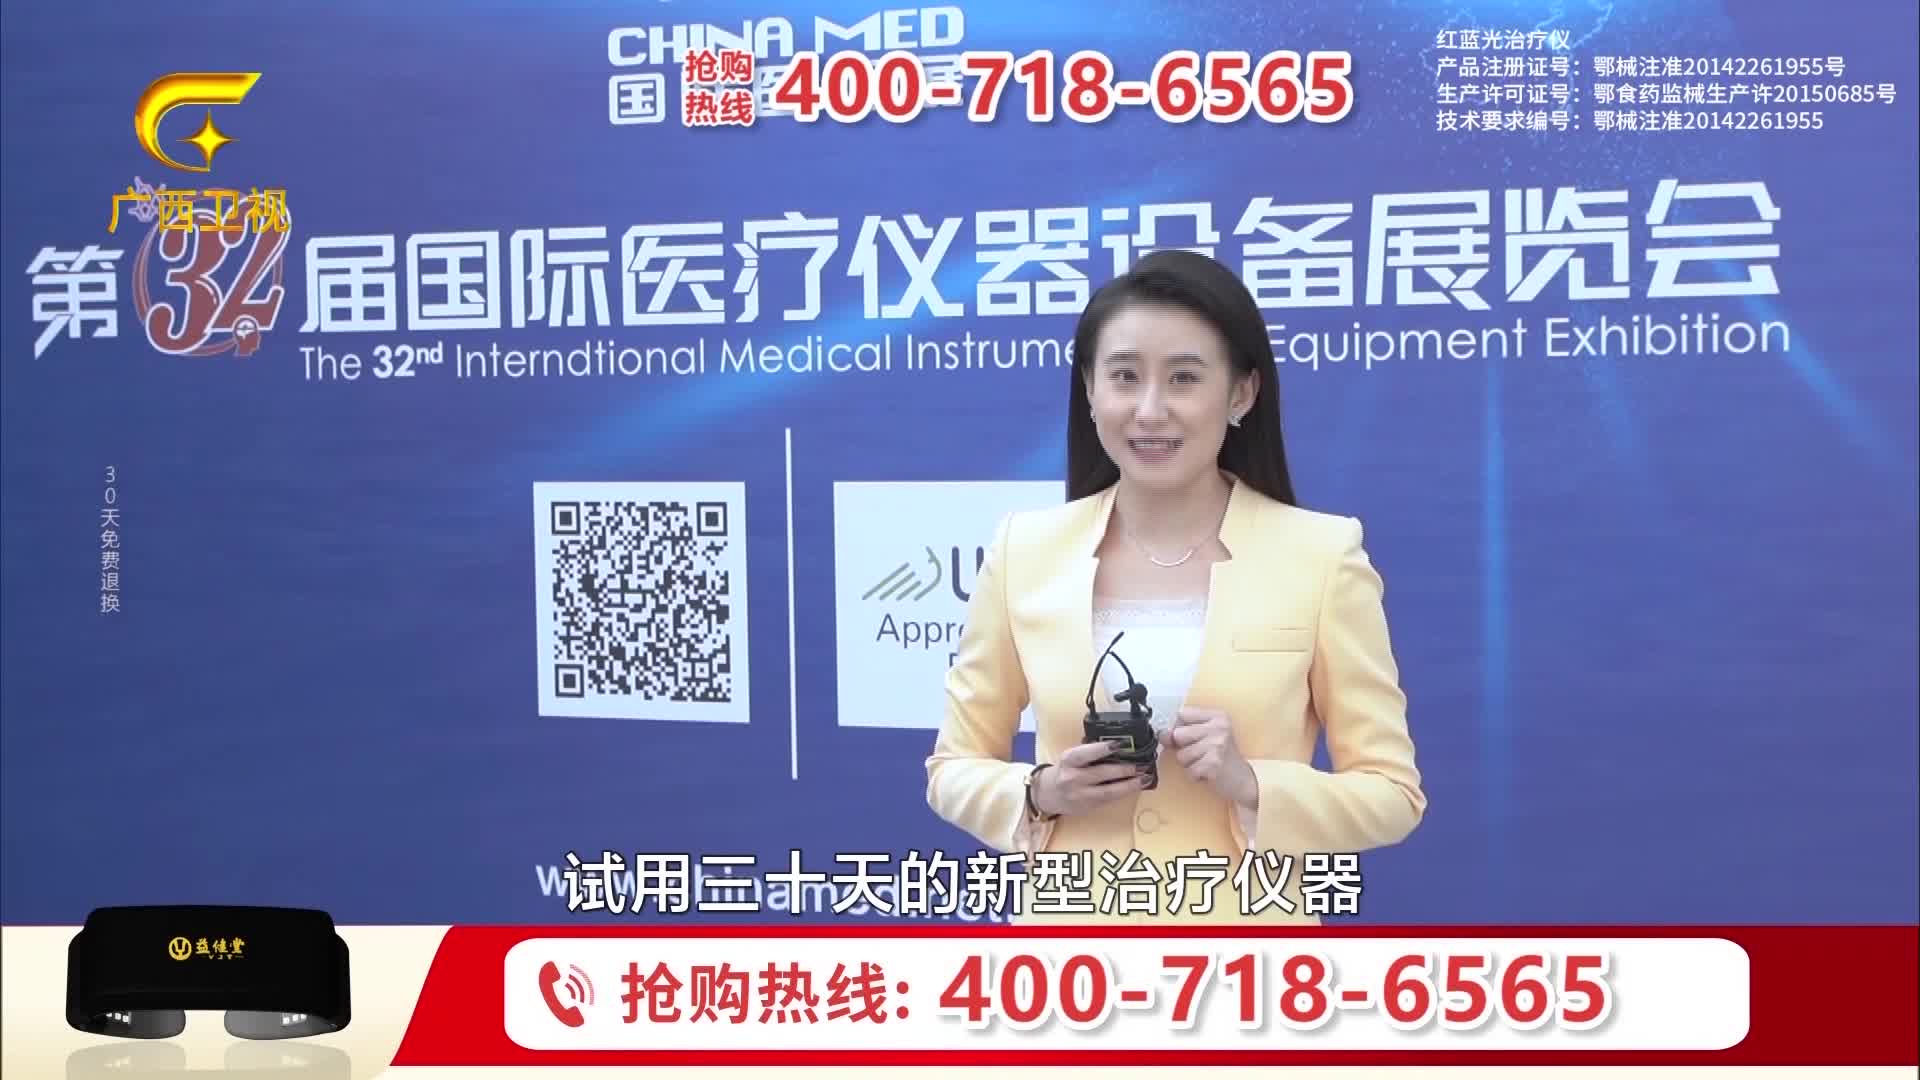 CHINA MED
国
抢购
热线 400-718-6565
红蓝光治疗仪
产品注册证号：鄂械注准20142261955号
生产许可证号：鄂食药监械生产许20150685号
技术要求编号：鄂械注准20142261955
广西卫视
第32届国际医疗仪器设备展览会
The 32nd Interndtional Medical Instrume Equipment Exhibition
30天免费退换
Appr
试用三十天的新型治疗仪器
益健堂
YJT
抢购热线: 400-718-6565